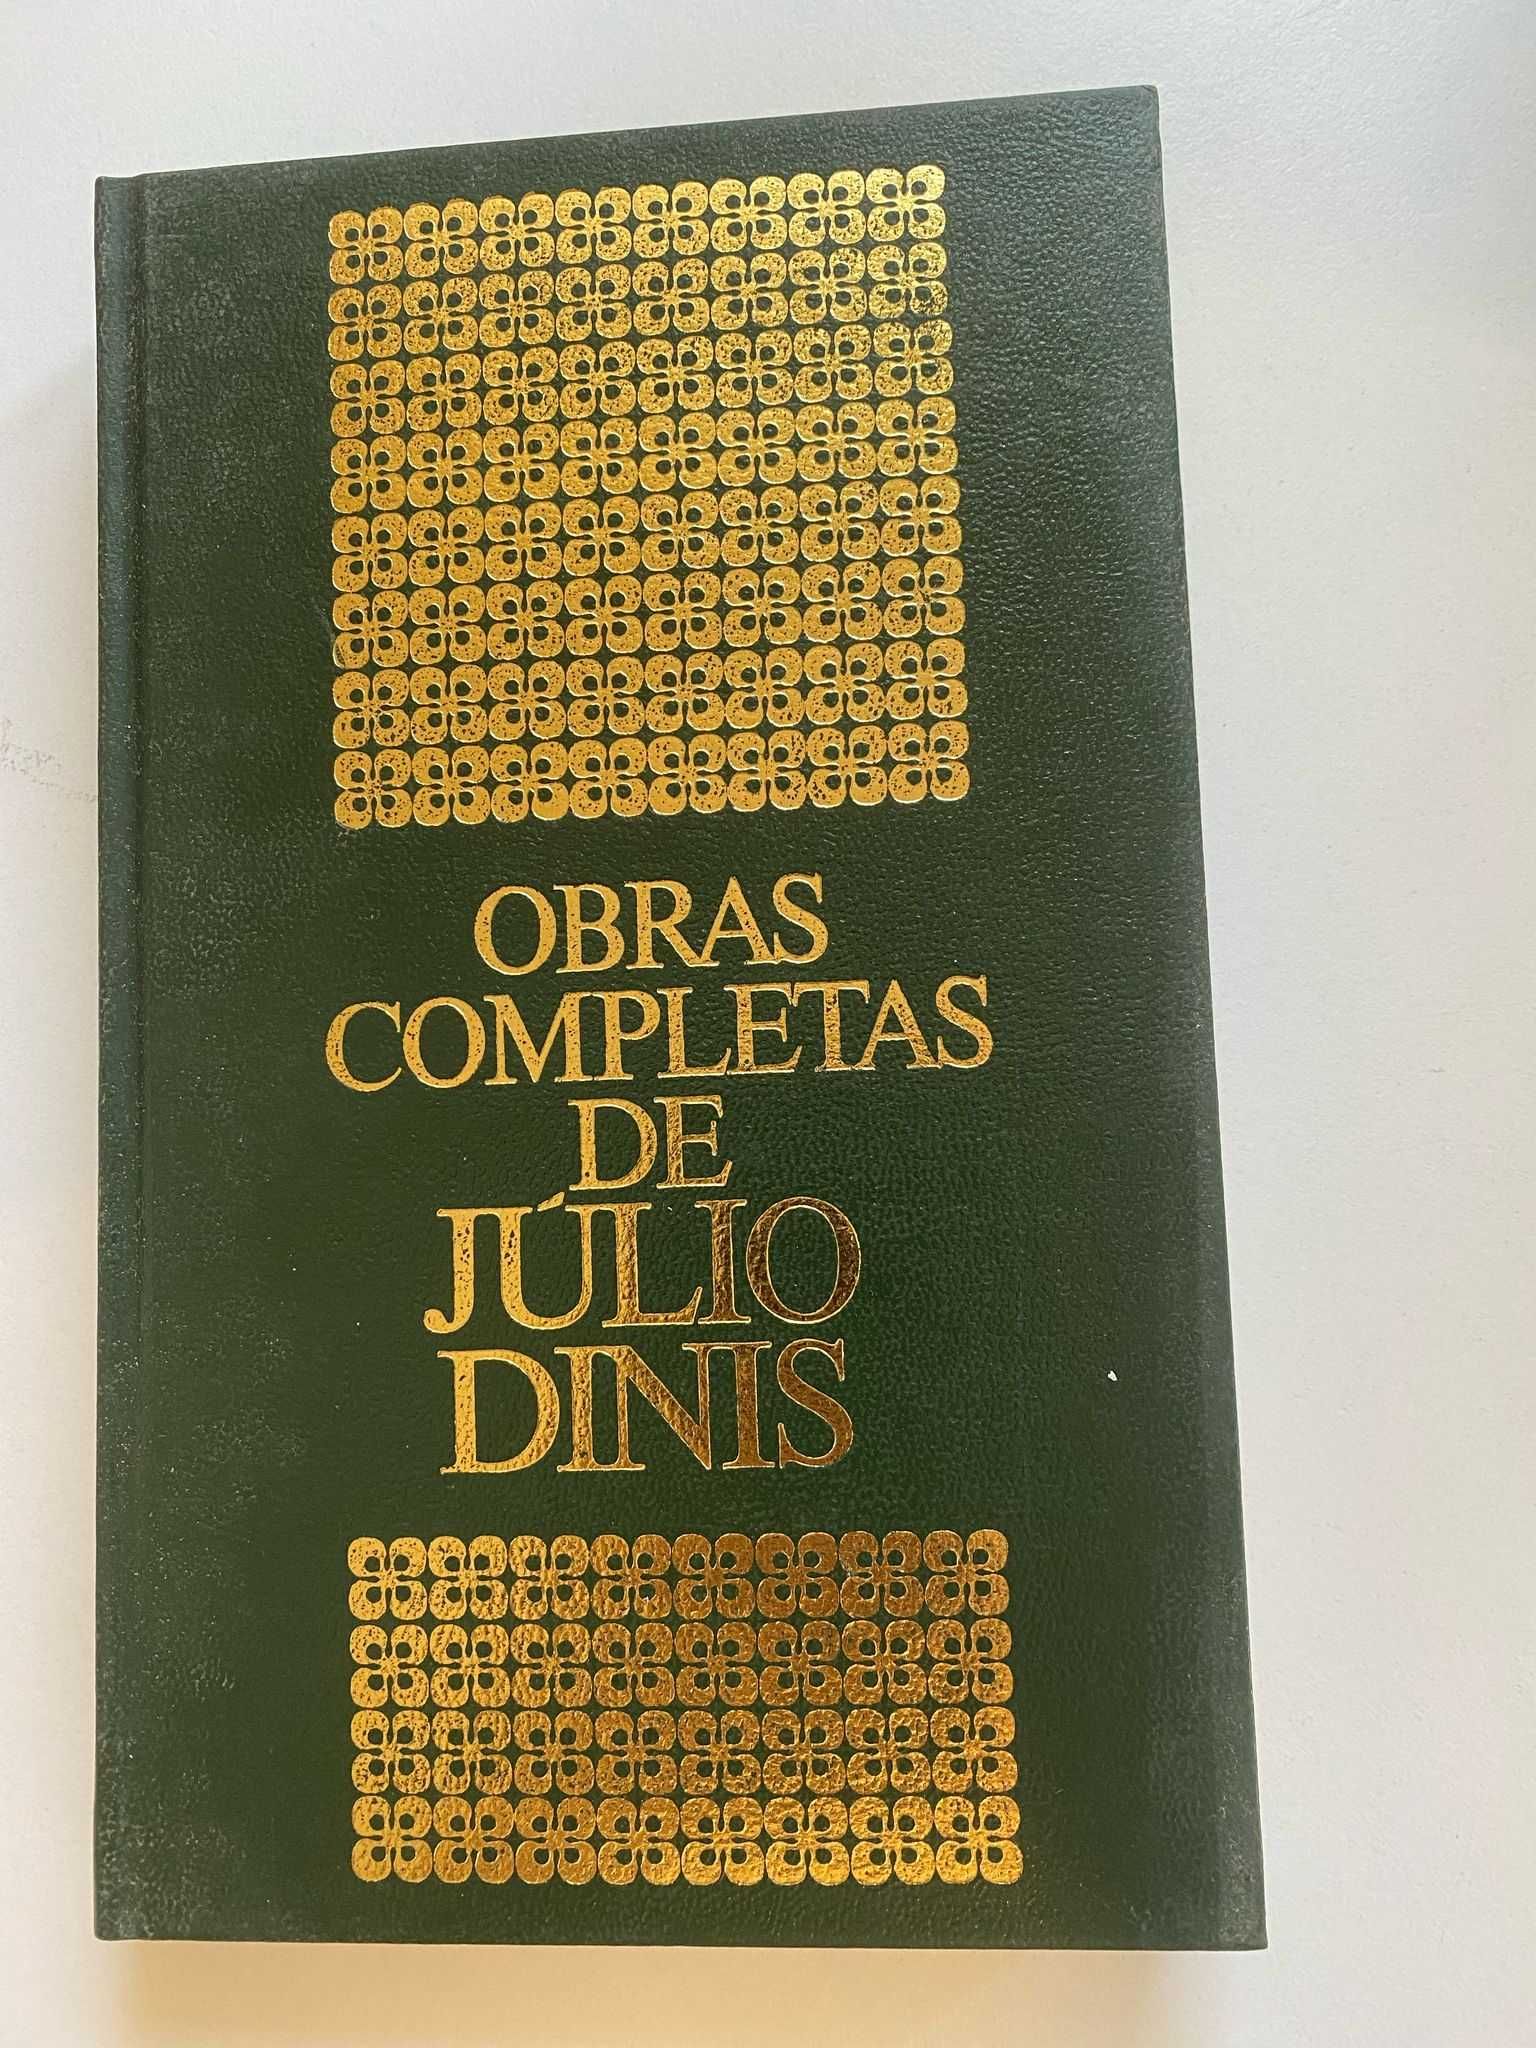 OBRAS
COMPLETAS
DE
JÚLIO
DINIS